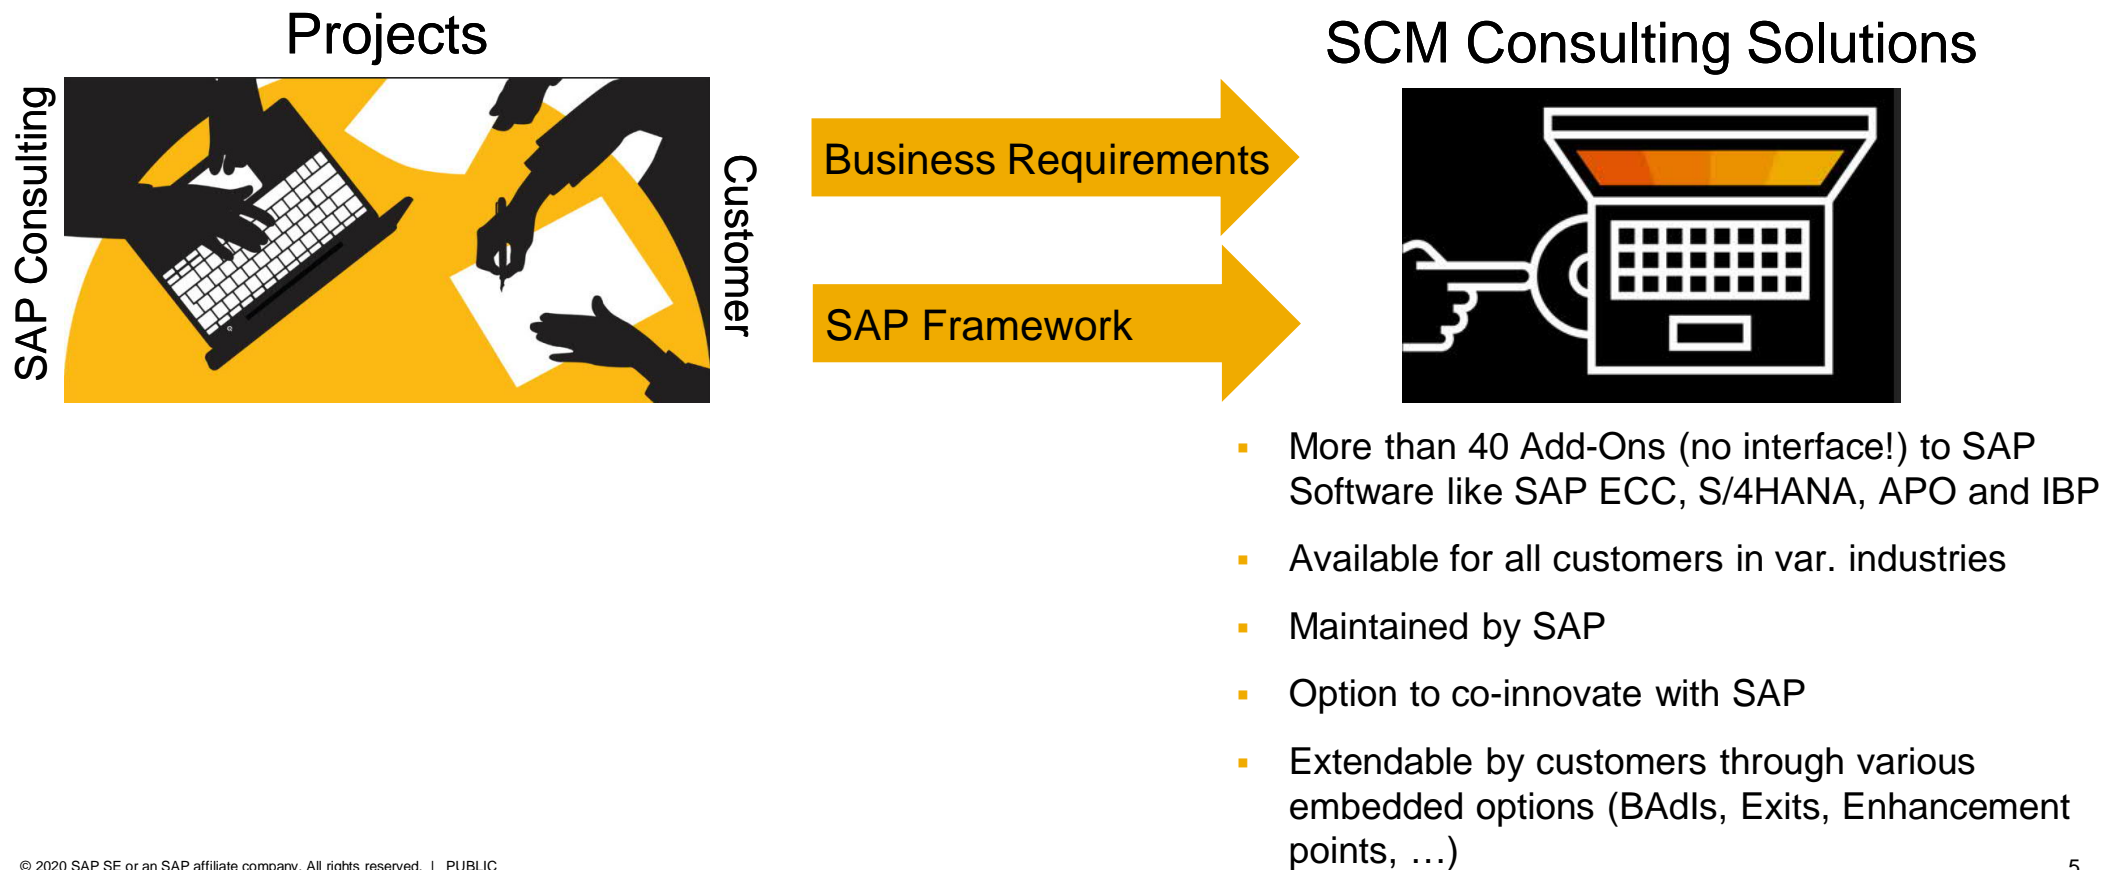 Projects
SCM Consulting Solutions
SAP Consulting
Customer
Business Requirements
SAP Framework
▪ More than 40 Add-Ons (no interface!) to SAP
Software like SAP ECC, S/4HANA, APO and IBP
▪ Available for all customers in var. industries
▪ Maintained by SAP
▪ Option to co-innovate with SAP
▪ Extendable by customers through various
embedded options (BAdIs, Exits, Enhancement
points, …)
© 2020 SAP SE or an SAP affiliate company. All rights reserved. | PUBLIC
5